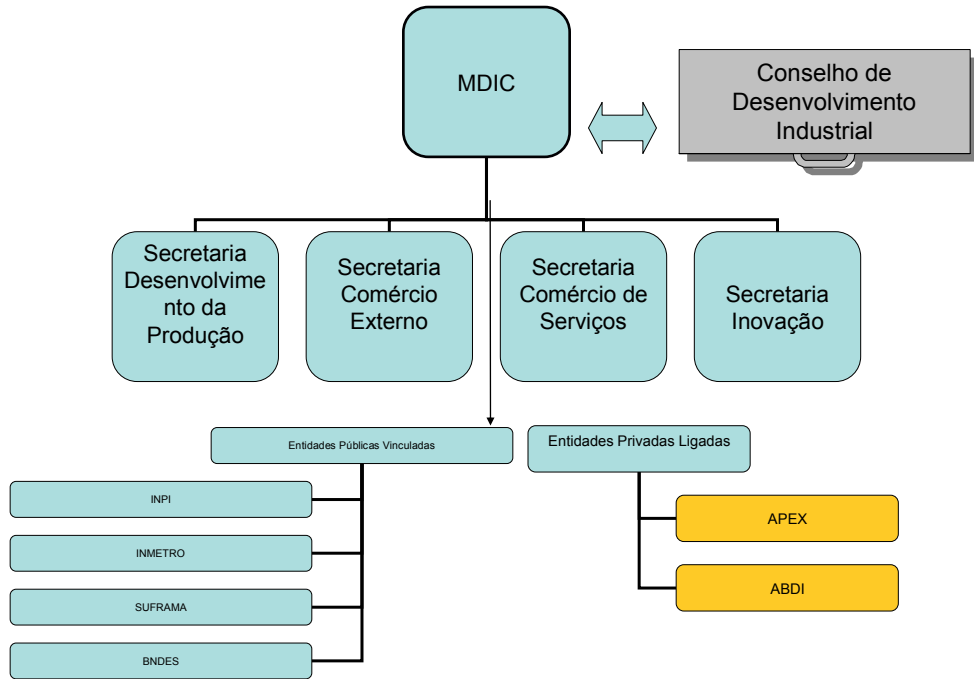 MDIC
Conselho de
Desenvolvimento
Industrial
Secretaria
Desenvolvime
nto da
Produção
Secretaria
Comércio
Externo
Secretaria
Comércio de
Serviços
Secretaria
Inovação
Entidades Públicas Vinculadas
Entidades Privadas Ligadas
INPI
INMETRO
SUFRAMA
BNDES
APEX
ABDI